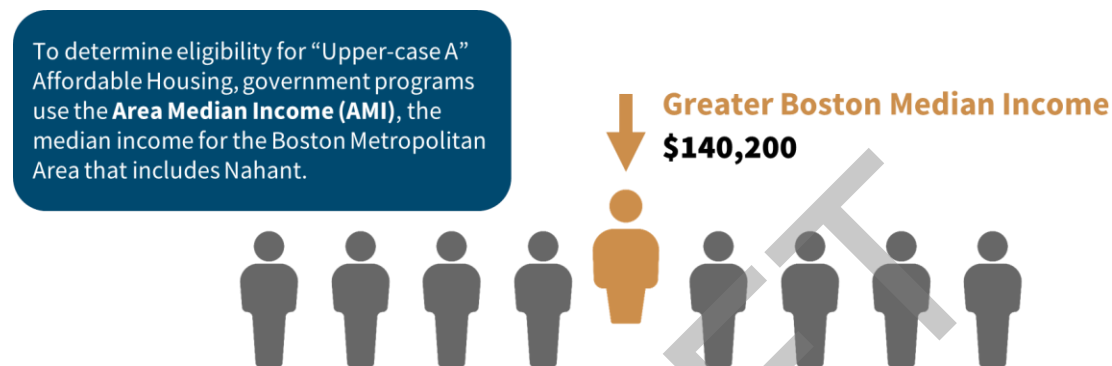 To determine eligibility for “Upper-case A”
Affordable Housing, government programs
use the Area Median Income (AMI), the
median income for the Boston Metropolitan
Area that includes Nahant.
Greater Boston Median Income
$140,200